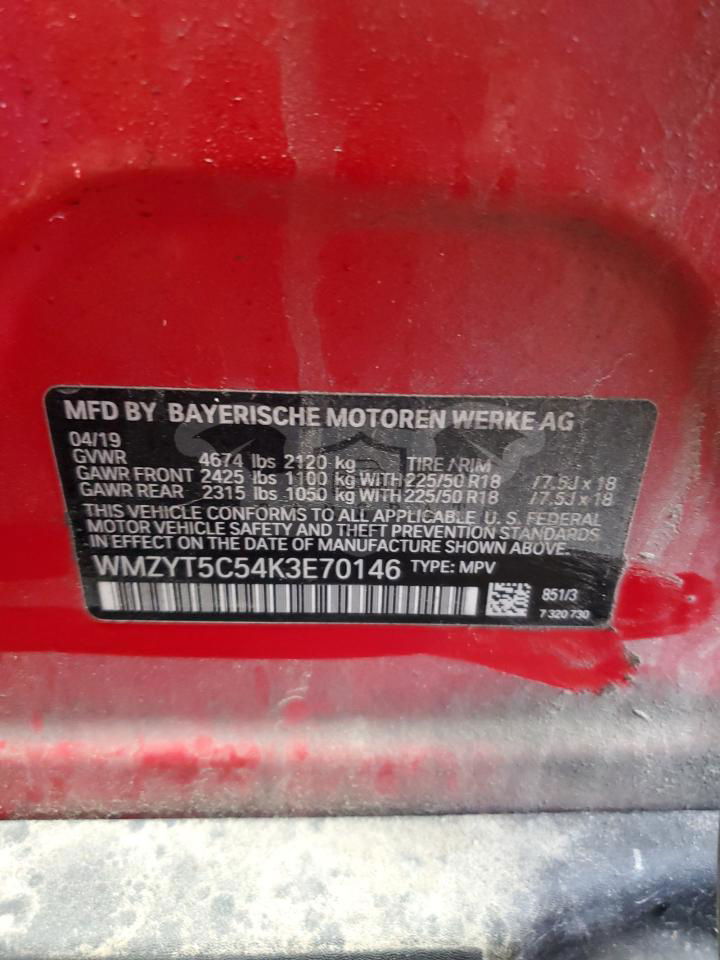 MFD BY BAYERISCHE MOTOREN WERKE AG
04/19
GVWR 4674 lbs 2120 kg TIRE / RIM
GAWR FRONT 2425 lbs 1100 kg WITH 225/50 R18 /7.5J x 18
GAWR REAR 2315 lbs 1050 kg WITH 225/50 R18 /7.5J x 18
THIS VEHICLE CONFORMS TO ALL APPLICABLE U. S. FEDERAL
MOTOR VEHICLE SAFETY AND THEFT PREVENTION STANDARDS
IN EFFECT ON THE DATE OF MANUFACTURE SHOWN ABOVE.
WMZYT5C54K3E70146 TYPE: MPV
851/3
7 320 730